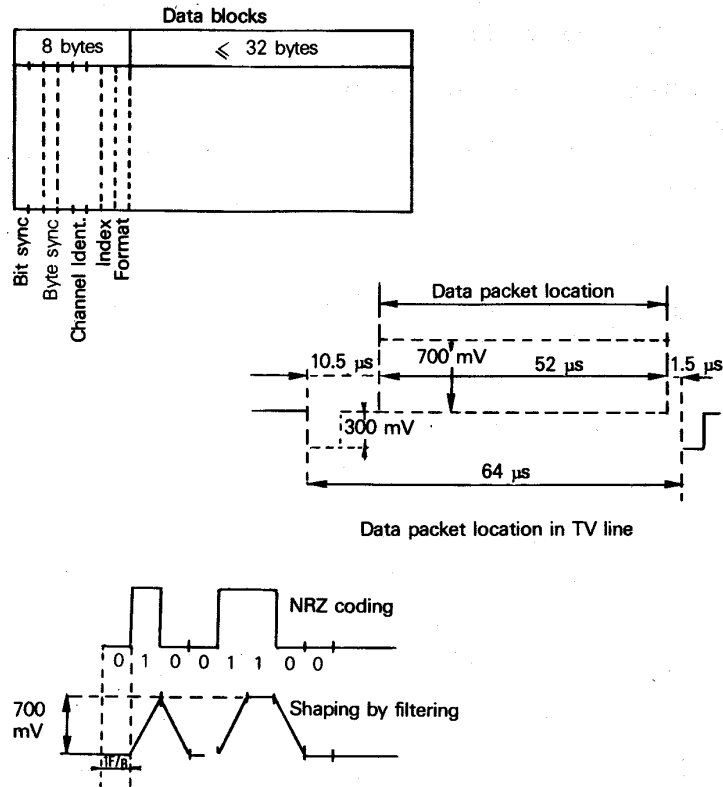 Data blocks
8 bytes
⩽ 32 bytes
Bit sync
Byte sync
Channel Ident.
Index
Format
Data packet location
10.5 μs
700 mV
52 μs
1.5 μs
300 mV
64 μs
Data packet location in TV line
NRZ coding
0 1 0 0 1 1 0 0
700
mV
Shaping by filtering